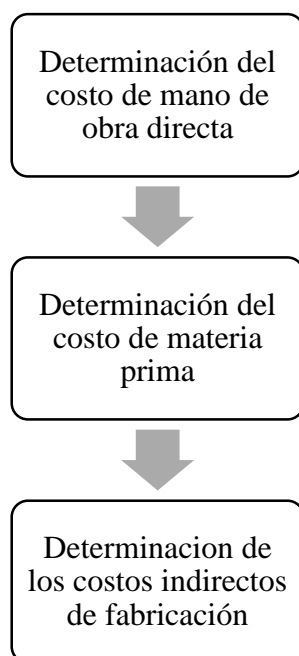 Determinación del
costo de mano de
obra directa
Determinación del
costo de materia
prima
Determinacion de
los costos indirectos
de fabricación